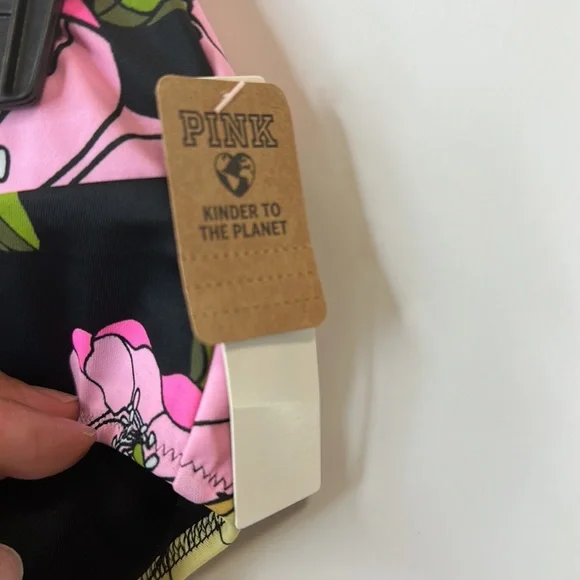 PINK
KINDER TO
THE PLANET